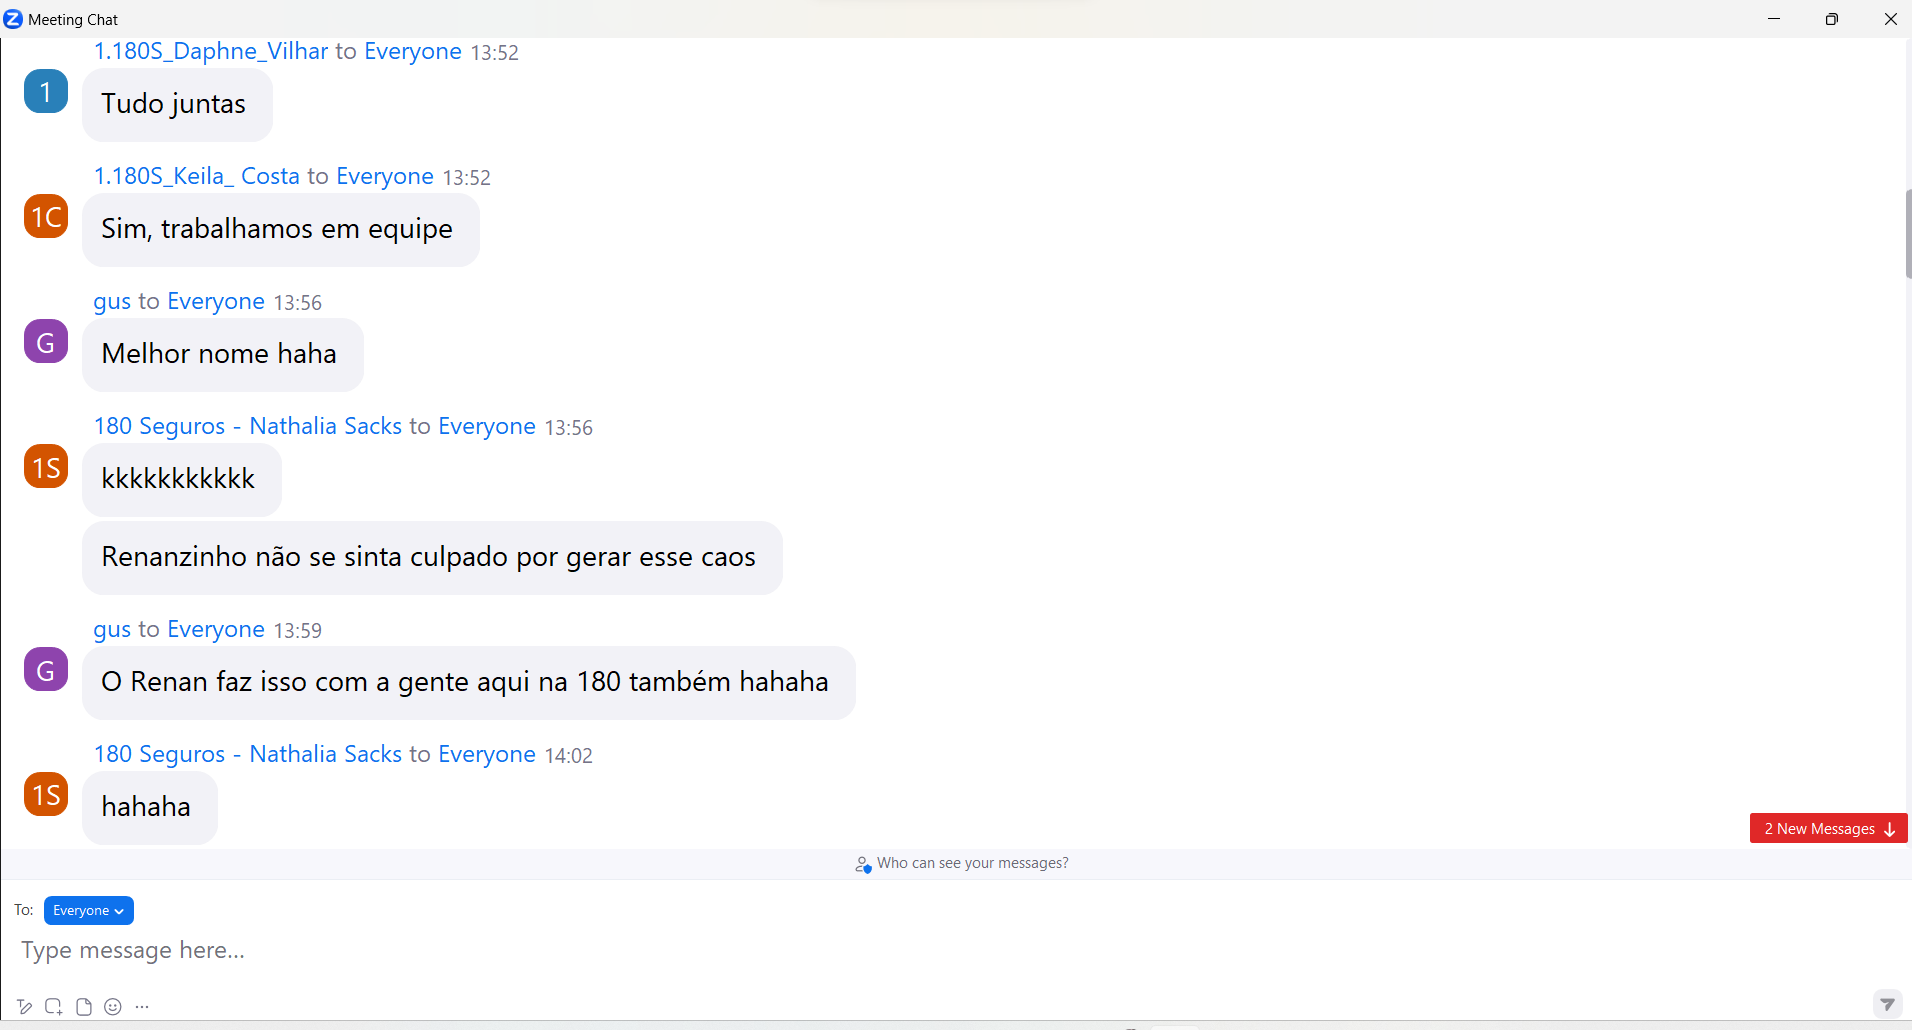 Meeting Chat
1.180S_Daphne_Vilhar to Everyone 13:52
1
Tudo juntas
1.180S_Keila_ Costa to Everyone 13:52
1C
Sim, trabalhamos em equipe
gus to Everyone 13:56
G
Melhor nome haha
180 Seguros - Nathalia Sacks to Everyone 13:56
1S
kkkkkkkkkkk
Renanzinho não se sinta culpado por gerar esse caos
gus to Everyone 13:59
G
O Renan faz isso com a gente aqui na 180 também hahaha
180 Seguros - Nathalia Sacks to Everyone 14:02
1S
hahaha
2 New Messages
Who can see your messages?
To: Everyone
Type message here...